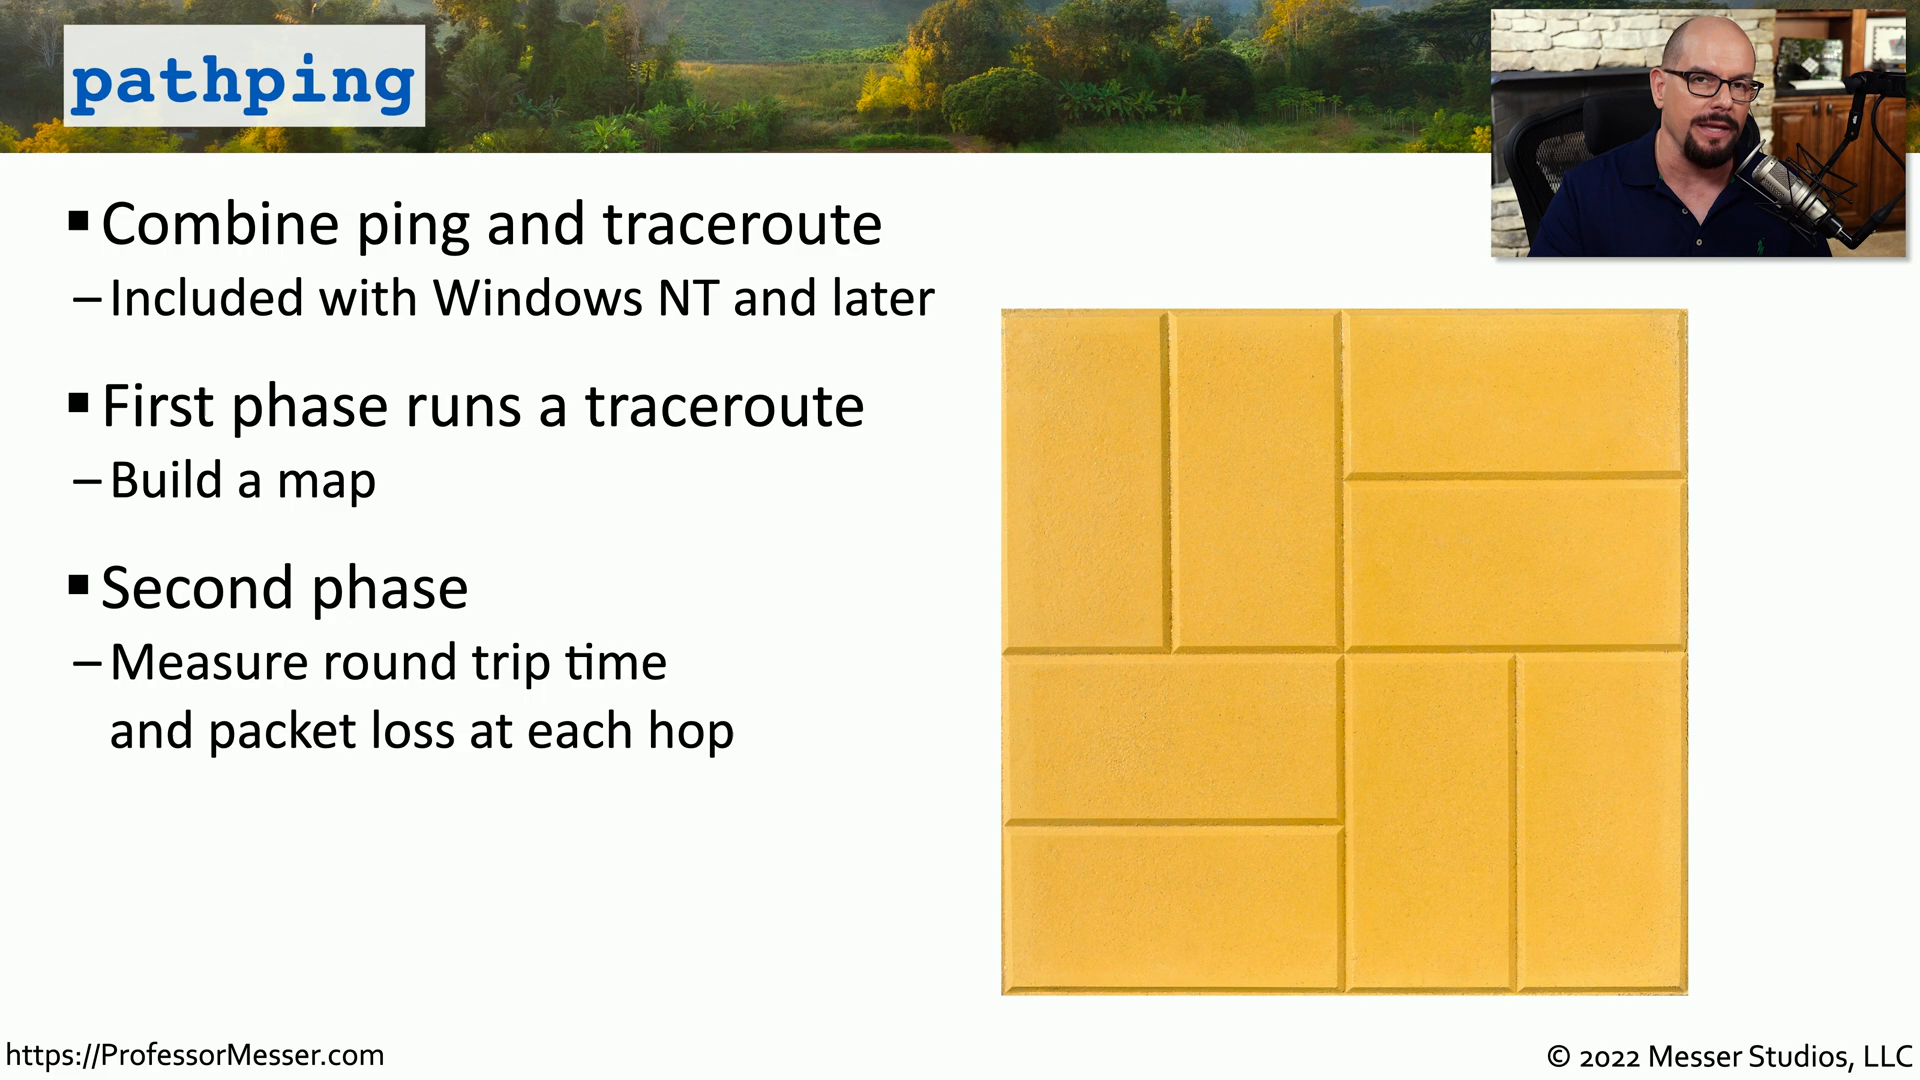 pathping
▪ Combine ping and traceroute
– Included with Windows NT and later
▪ First phase runs a traceroute
– Build a map
▪ Second phase
– Measure round trip time
and packet loss at each hop
https://ProfessorMesser.com
© 2022 Messer Studios, LLC